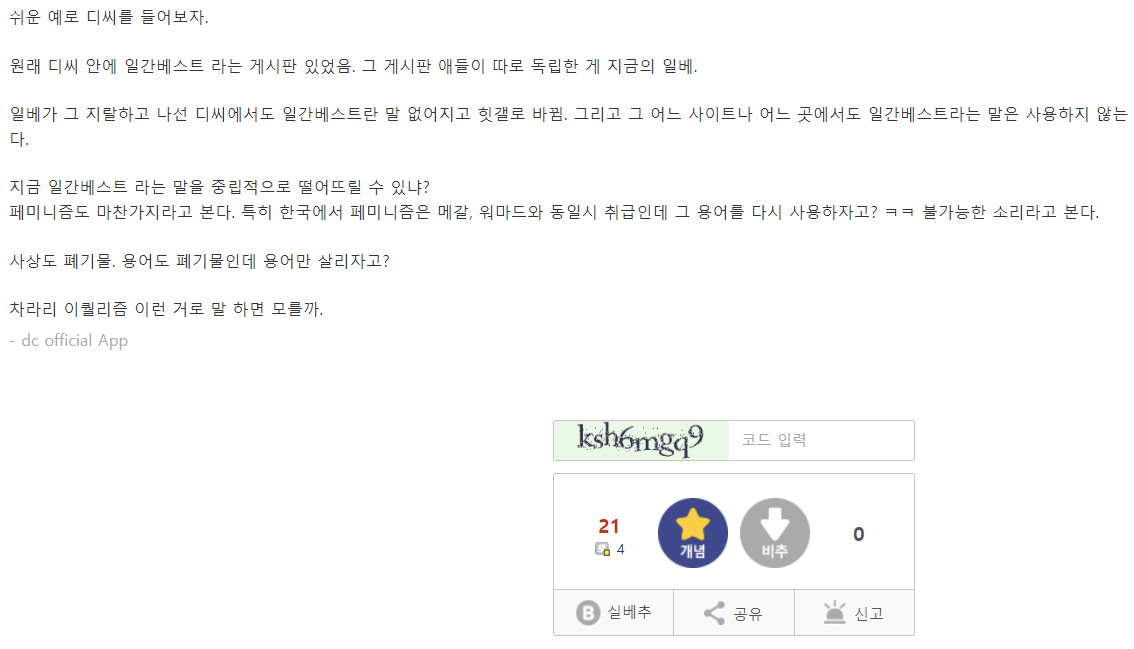 쉬운 예로 디씨를 들어보자.
원래 디씨 안에 일간베스트 라는 게시판 있었음. 그 게시판 애들이 따로 독립한 게 지금의 일베.
일베가 그 지랄하고 나선 디씨에서도 일간베스트란 말 없어지고 힛갤로 바뀜. 그리고 그 어느 사이트나 어느 곳에서도 일간베스트라는 말은 사용하지 않는
다.
지금 일간베스트 라는 말을 중립적으로 떨어뜨릴 수 있냐?
페미니즘도 마찬가지라고 본다. 특히 한국에서 페미니즘은 메갈, 워마드와 동일시 취급인데 그 용어를 다시 사용하자고? ㅋㅋ 불가능한 소리라고 본다.
사상도 폐기물. 용어도 폐기물인데 용어만 살리자고?
차라리 이퀄리즘 이런 거로 말 하면 모를까.
- dc official App
ksh6mgq9 코드 입력
21 개념 비추 0
4
B 실베추 공유 신고